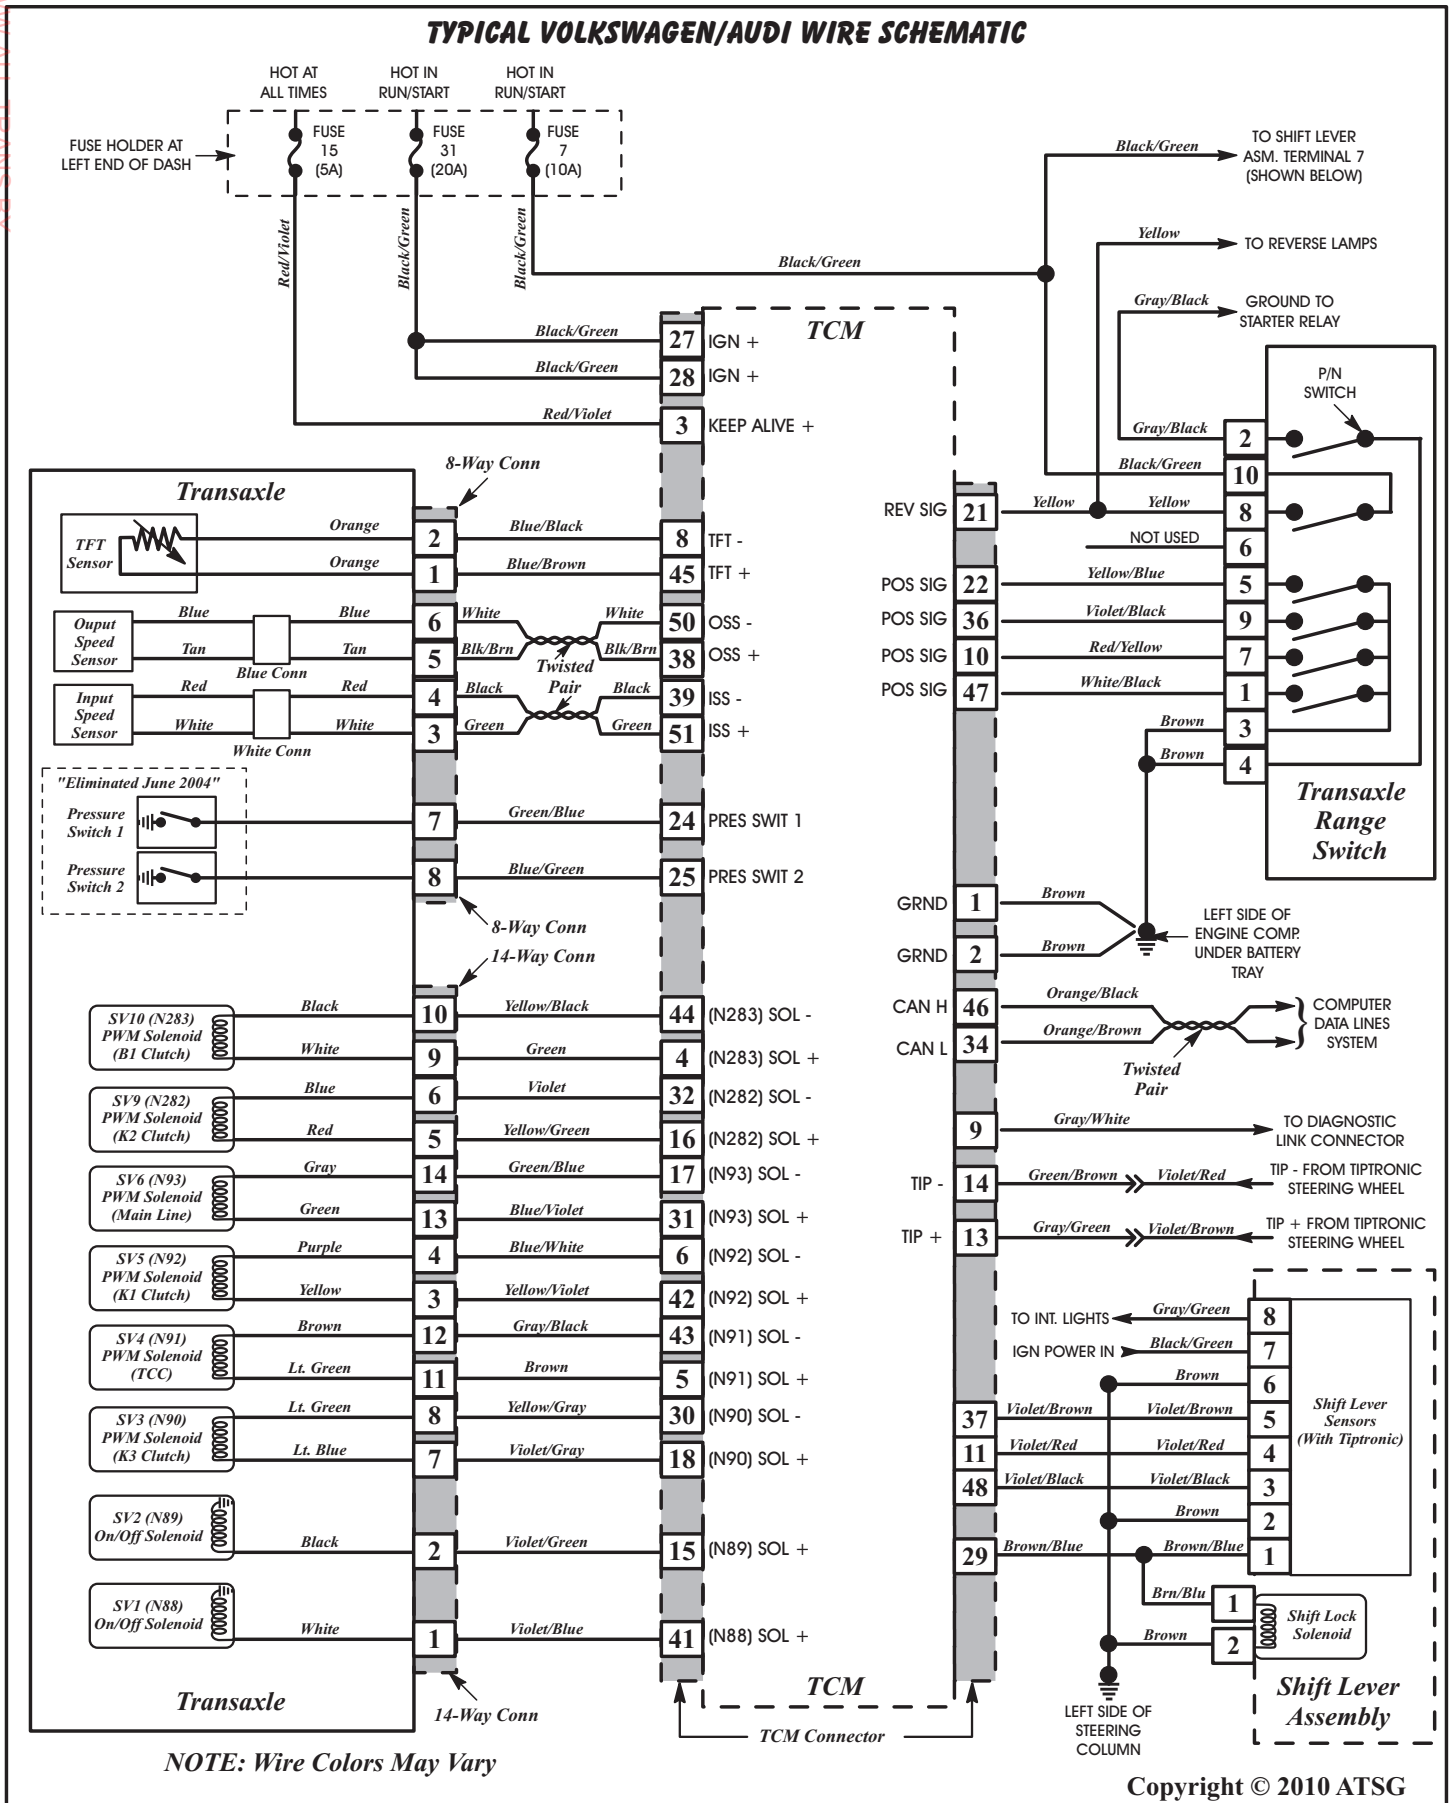 TYPICAL VOLKSWAGEN/AUDI WIRE SCHEMATIC
HOT AT
ALL TIMES
HOT IN
RUN/START
HOT IN
RUN/START
FUSE HOLDER AT
LEFT END OF DASH
FUSE
15
(5A)
FUSE
31
(20A)
FUSE
7
(10A)
Red/Violet
Black/Green
Black/Green
Black/Green
Black/Green
TO SHIFT LEVER
ASM. TERMINAL 7
(SHOWN BELOW)
Yellow
TO REVERSE LAMPS
Gray/Black
GROUND TO
STARTER RELAY
TCM
Black/Green 27 IGN +
Black/Green 28 IGN +
Red/Violet 3 KEEP ALIVE +
Transaxle
8-Way Conn
TFT
Sensor
Orange 2 Blue/Black 8 TFT -
Orange 1 Blue/Brown 45 TFT +
Ouput
Speed
Sensor
Blue Blue 6 White White 50 OSS -
Tan Tan 5 Blk/Brn Blk/Brn 38 OSS +
Blue Conn
Twisted
Pair
Input
Speed
Sensor
Red Red 4 Black Black 39 ISS -
White White 3 Green Green 51 ISS +
White Conn
"Eliminated June 2004"
Pressure
Switch 1
7 Green/Blue 24 PRES SWIT 1
Pressure
Switch 2
8 Blue/Green 25 PRES SWIT 2
8-Way Conn
14-Way Conn
SV10 (N283)
PWM Solenoid
(B1 Clutch)
Black 10 Yellow/Black 44 (N283) SOL -
White 9 Green 4 (N283) SOL +
SV9 (N282)
PWM Solenoid
(K2 Clutch)
Blue 6 Violet 32 (N282) SOL -
Red 5 Yellow/Green 16 (N282) SOL +
SV6 (N93)
PWM Solenoid
(Main Line)
Gray 14 Green/Blue 17 (N93) SOL -
Green 13 Blue/Violet 31 (N93) SOL +
SV5 (N92)
PWM Solenoid
(K1 Clutch)
Purple 4 Blue/White 6 (N92) SOL -
Yellow 3 Yellow/Violet 42 (N92) SOL +
SV4 (N91)
PWM Solenoid
(TCC)
Brown 12 Gray/Black 43 (N91) SOL -
Lt. Green 11 Brown 5 (N91) SOL +
SV3 (N90)
PWM Solenoid
(K3 Clutch)
Lt. Green 8 Yellow/Gray 30 (N90) SOL -
Lt. Blue 7 Violet/Gray 18 (N90) SOL +
SV2 (N89)
On/Off Solenoid
Black 2 Violet/Green 15 (N89) SOL +
SV1 (N88)
On/Off Solenoid
White 1 Violet/Blue 41 (N88) SOL +
Transaxle
14-Way Conn
TCM
TCM Connector
P/N
SWITCH
Gray/Black 2
Black/Green 10
REV SIG 21 Yellow Yellow 8
NOT USED 6
POS SIG 22 Yellow/Blue 5
POS SIG 36 Violet/Black 9
POS SIG 10 Red/Yellow 7
POS SIG 47 White/Black 1
Brown 3
Brown 4
Transaxle
Range
Switch
GRND 1 Brown
GRND 2 Brown
LEFT SIDE OF
ENGINE COMP.
UNDER BATTERY
TRAY
CAN H 46 Orange/Black
CAN L 34 Orange/Brown
Twisted
Pair
COMPUTER
DATA LINES
SYSTEM
9 Gray/White
TO DIAGNOSTIC
LINK CONNECTOR
TIP - 14 Green/Brown Violet/Red
TIP - FROM TIPTRONIC
STEERING WHEEL
TIP + 13 Gray/Green Violet/Brown
TIP + FROM TIPTRONIC
STEERING WHEEL
TO INT. LIGHTS Gray/Green 8
IGN POWER IN Black/Green 7
Brown 6
37 Violet/Brown Violet/Brown 5
11 Violet/Red Violet/Red 4
48 Violet/Black Violet/Black 3
Brown 2
29 Brown/Blue Brown/Blue 1
Shift Lever
Sensors
(With Tiptronic)
Brn/Blu 1
Brown 2
Shift Lock
Solenoid
LEFT SIDE OF
STEERING
COLUMN
Shift Lever
Assembly
NOTE: Wire Colors May Vary
Copyright © 2010 ATSG